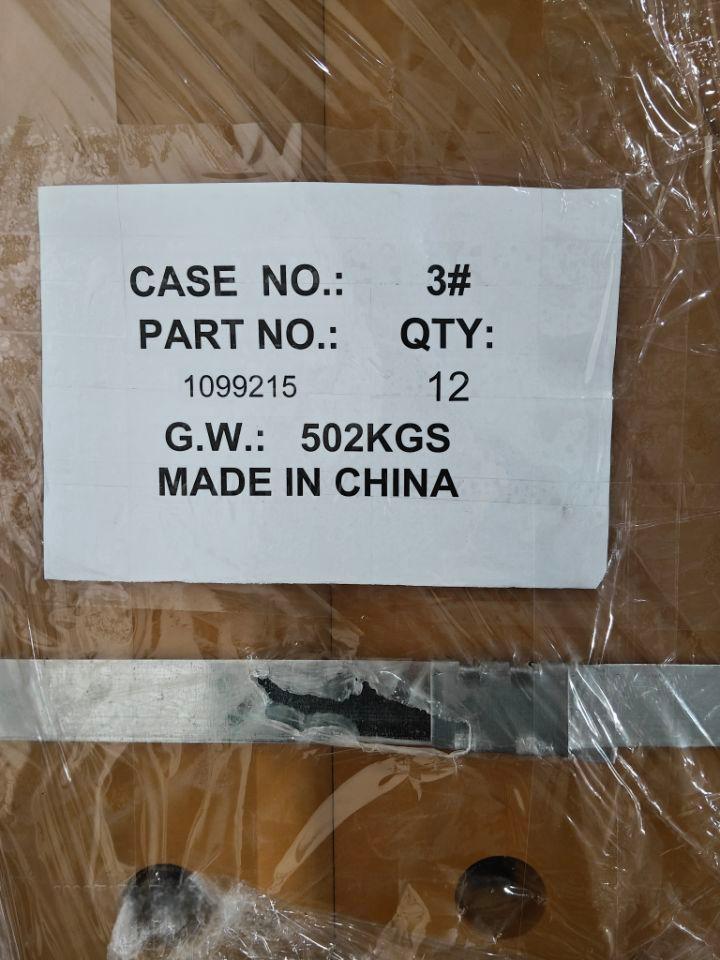 CASE NO.: 3#
PART NO.: QTY:
1099215 12
G.W.: 502KGS
MADE IN CHINA